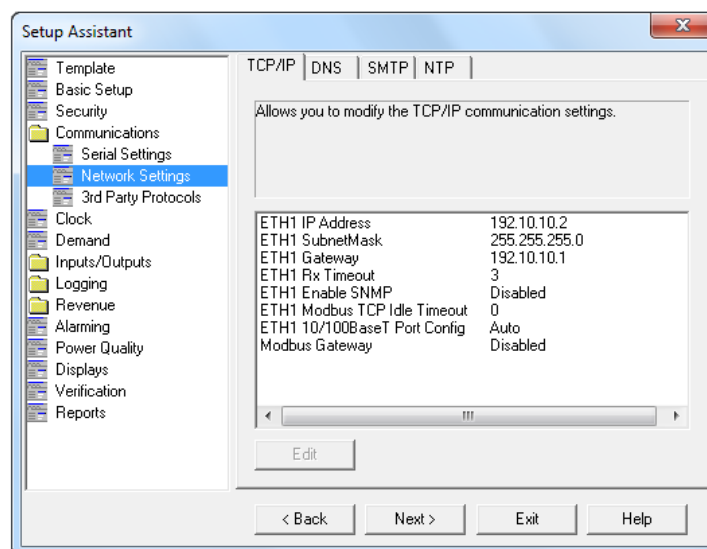 Setup Assistant
Template
Basic Setup
Security
Communications
Serial Settings
Network Settings
3rd Party Protocols
Clock
Demand
Inputs/Outputs
Logging
Revenue
Alarming
Power Quality
Displays
Verification
Reports
TCP/IP DNS SMTP NTP
Allows you to modify the TCP/IP communication settings.
ETH1 IP Address 192.10.10.2
ETH1 SubnetMask 255.255.255.0
ETH1 Gateway 192.10.10.1
ETH1 Rx Timeout 3
ETH1 Enable SNMP Disabled
ETH1 Modbus TCP Idle Timeout 0
ETH1 10/100BaseT Port Config Auto
Modbus Gateway Disabled
Edit
< Back Next > Exit Help